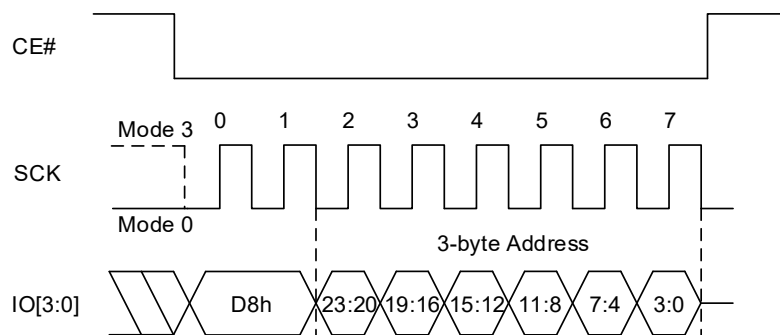 CE#
Mode 3 0 1 2 3 4 5 6 7
SCK
Mode 0
3-byte Address
IO[3:0] D8h 23:20 19:16 15:12 11:8 7:4 3:0